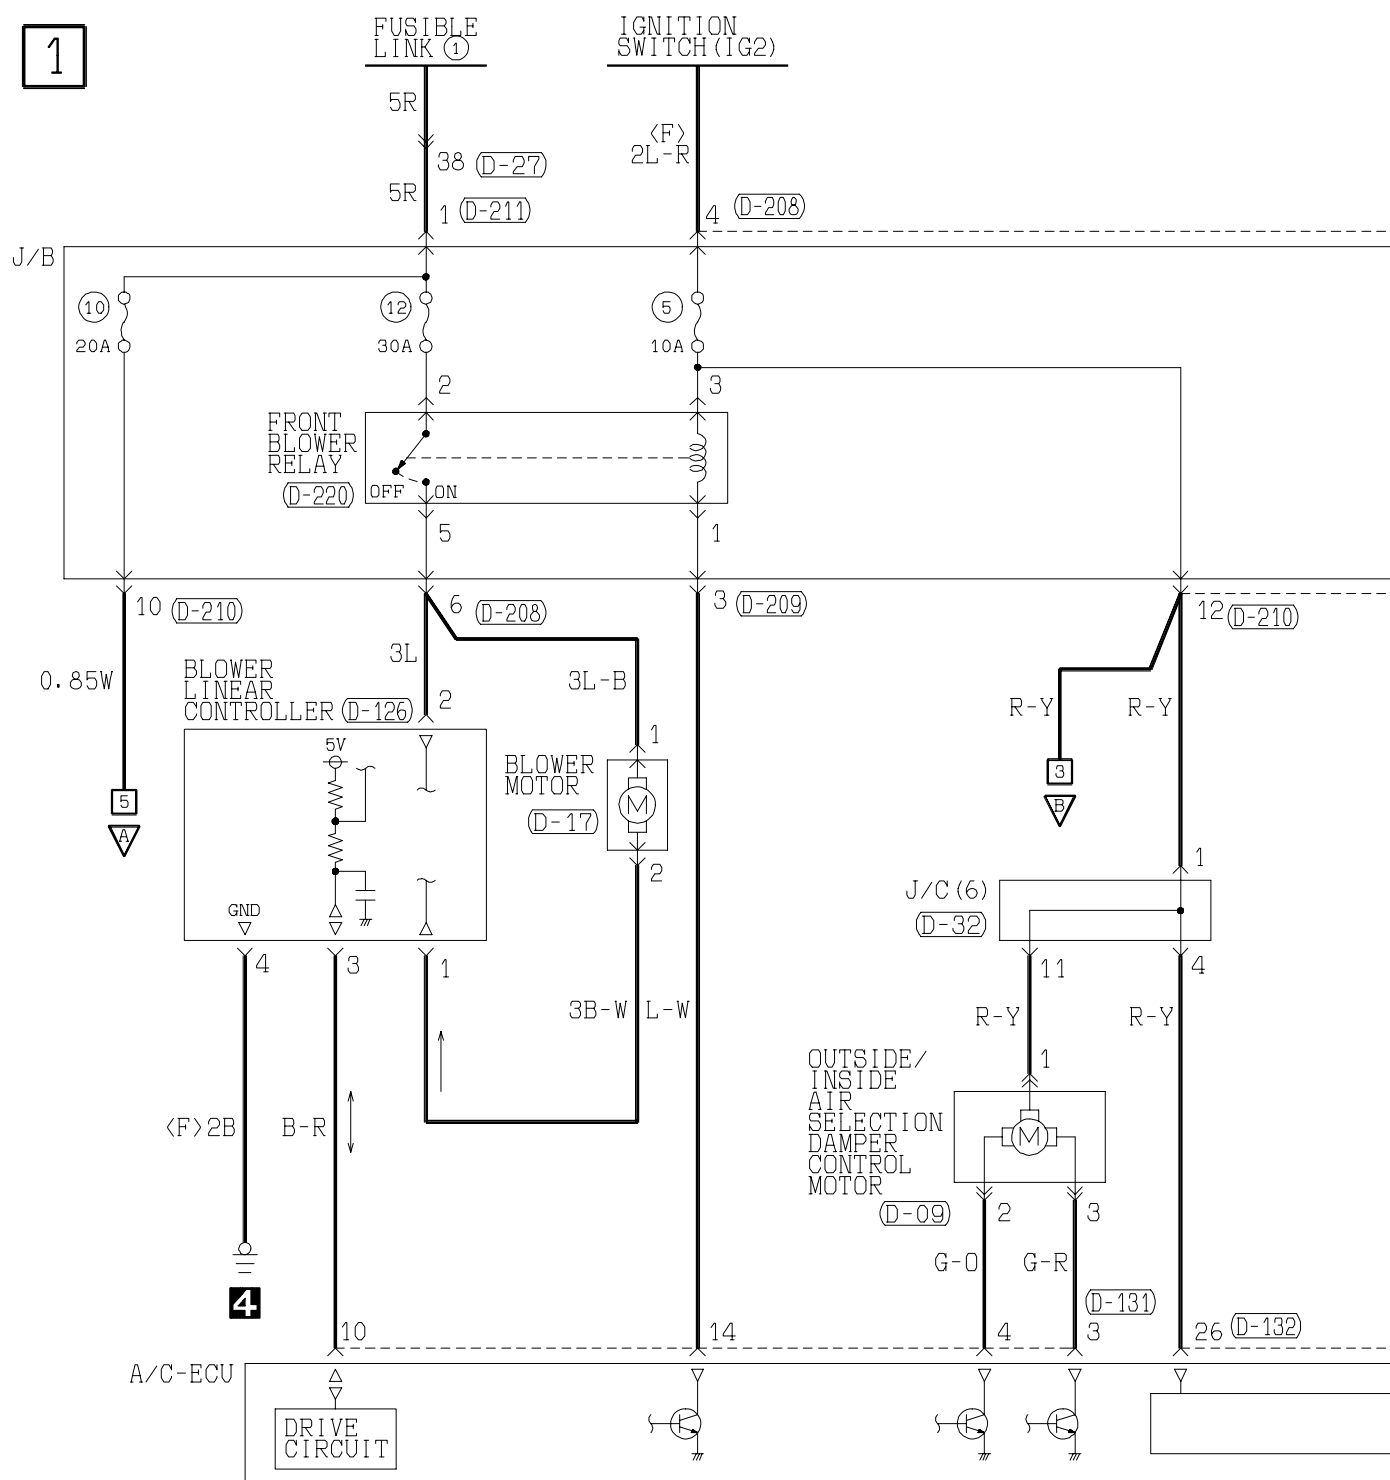 1
FUSIBLE
LINK ①
IGNITION
SWITCH(IG2)
5R
38 (D-27)
<F>
2L-R
5R
1 (D-211)
4 (D-208)
J/B
10
20A
12
30A
5
10A
2
3
FRONT
BLOWER
RELAY
(D-220)
OFF
ON
5
1
10 (D-210)
6 (D-208)
3 (D-209)
12 (D-210)
0.85W
3L
3L-B
R-Y
R-Y
BLOWER
LINEAR
CONTROLLER (D-126)
2
5V
1
BLOWER
MOTOR
(D-17)
M
2
5
A
3
B
GND
4
3
1
1
J/C(6)
(D-32)
11
4
3B-W
L-W
R-Y
R-Y
<F>2B
B-R
OUTSIDE/
INSIDE
AIR
SELECTION
DAMPER
CONTROL
MOTOR
(D-09)
1
M
2
3
G-O
G-R
4
(D-131)
10
14
4
3
26 (D-132)
A/C-ECU
DRIVE
CIRCUIT